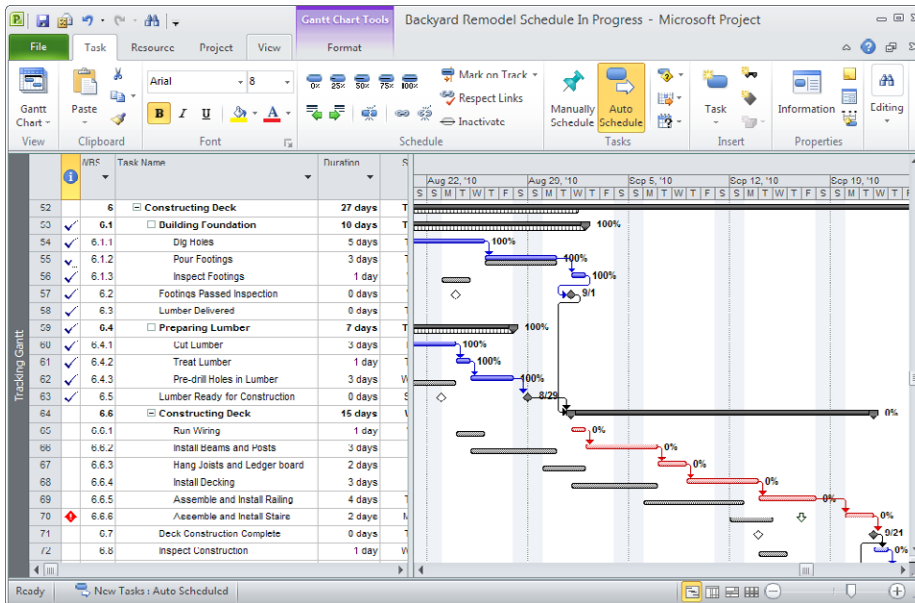 Gantt Chart Tools
Backyard Remodel Schedule In Progress - Microsoft Project
File Task Resource Project View Format
Gantt Chart
Paste
Arial 8
B I U A
0% 25% 50% 75% 100%
Mark on Track
Respect Links
Inactivate
Manually Schedule
Auto Schedule
Task
Information
Editing
View Clipboard Font Schedule Tasks Insert Properties
WBS Task Name Duration S
Aug 22, '10 Aug 29, '10 Sep 5, '10 Sep 12, '10 Sep 19, '10
S S M T W T F S S M T W T F S S M T W T F S S M T W T F S S M T W T F
52 6 Constructing Deck 27 days T
53 6.1 Building Foundation 10 days T 100%
54 6.1.1 Dig Holes 5 days T 100%
55 6.1.2 Pour Footings 3 days T 100%
56 6.1.3 Inspect Footings 1 day 100%
57 6.2 Footings Passed Inspection 0 days 9/1
58 6.3 Lumber Delivered 0 days T
59 6.4 Preparing Lumber 7 days T 100%
60 6.4.1 Cut Lumber 3 days 100%
61 6.4.2 Treat Lumber 1 day T 100%
62 6.4.3 Pre-drill Holes in Lumber 3 days W 100%
63 6.5 Lumber Ready for Construction 0 days S 8/29
64 6.6 Constructing Deck 15 days 0%
65 6.6.1 Run Wiring 1 day 0%
66 6.6.2 Install Beams and Posts 3 days 0%
67 6.6.3 Hang Joists and Ledger board 2 days 0%
68 6.6.4 Install Decking 3 days 0%
69 6.6.5 Assemble and Install Railing 4 days T 0%
70 6.6.6 Assemble and Install Stairs 2 days M 0%
71 6.7 Deck Construction Complete 0 days T 9/21
72 6.8 Inspect Construction 1 day W 0%
Tracking Gantt
Ready New Tasks : Auto Scheduled